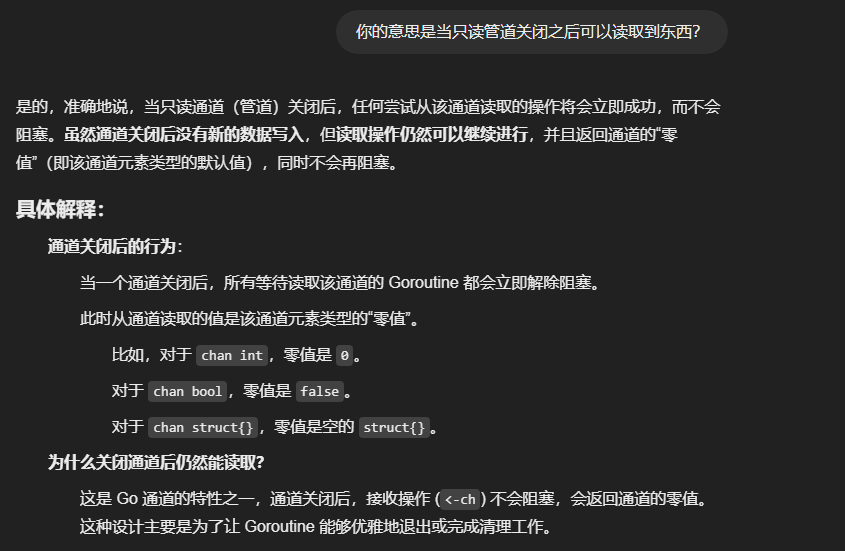 你的意思是当只读管道关闭之后可以读取到东西？
是的，准确地说，当只读通道（管道）关闭后，任何尝试从该通道读取的操作将会立即成功，而不会
阻塞。虽然通道关闭后没有新的数据写入，但读取操作仍然可以继续进行，并且返回通道的“零
值”（即该通道元素类型的默认值），同时不会再阻塞。
具体解释：
通道关闭后的行为：
当一个通道关闭后，所有等待读取该通道的 Goroutine 都会立即解除阻塞。
此时从通道读取的值是该通道元素类型的“零值”。
比如，对于 chan int，零值是 0。
对于 chan bool，零值是 false。
对于 chan struct{}，零值是空的 struct{}。
为什么关闭通道后仍然能读取？
这是 Go 通道的特性之一，通道关闭后，接收操作 (<-ch) 不会阻塞，会返回通道的零值。
这种设计主要是为了让 Goroutine 能够优雅地退出或完成清理工作。